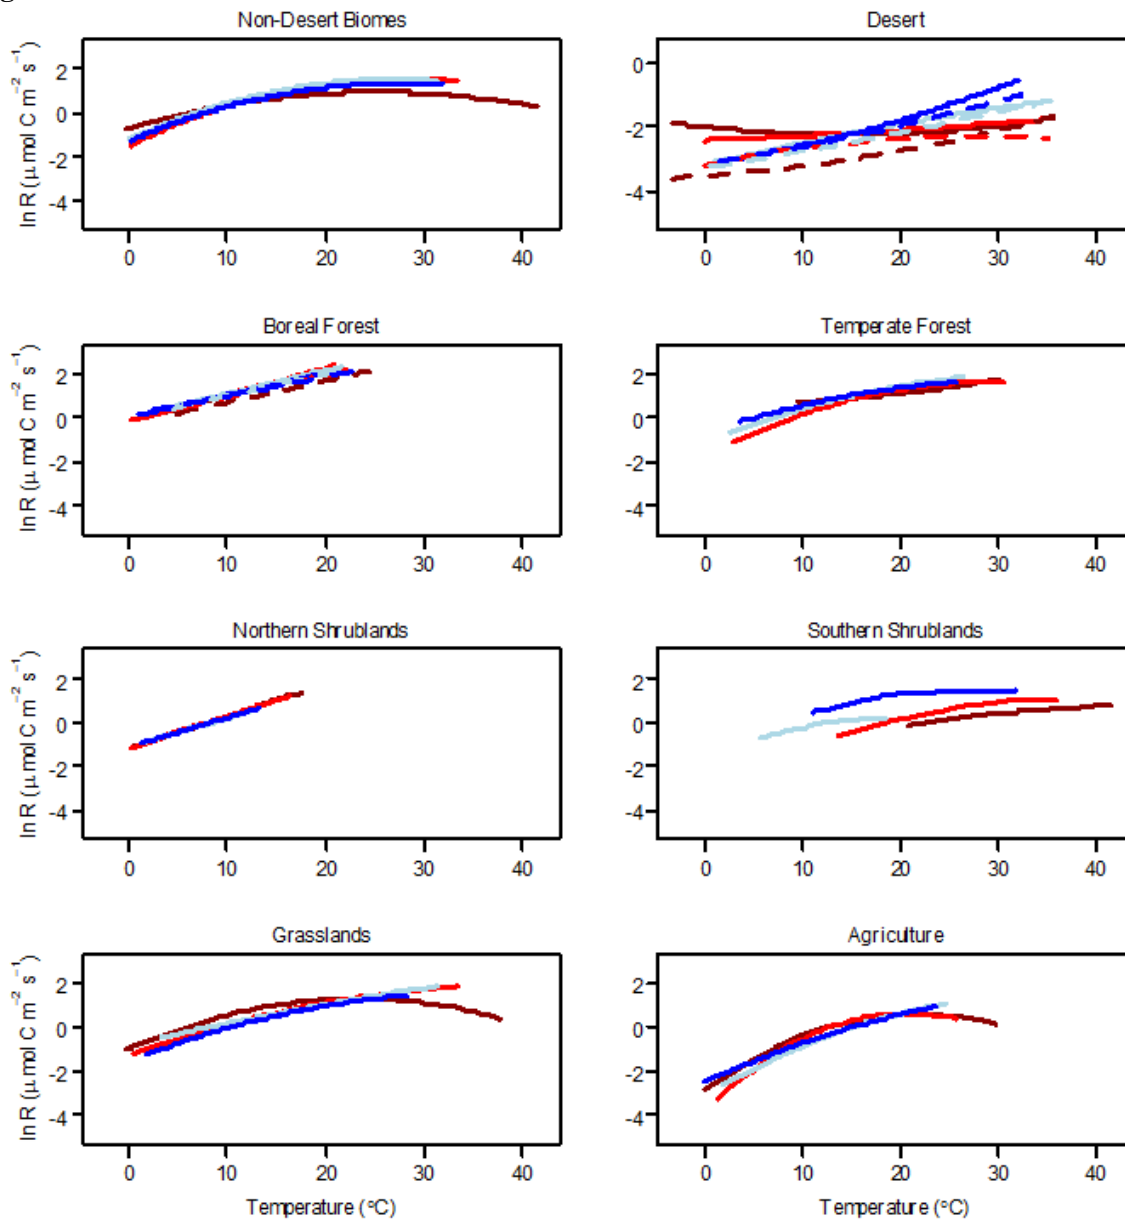 Non-Desert Biomes
ln R (μmol C m⁻² s⁻¹)
2
0
-2
-4
0 10 20 30 40
Desert
0
-2
-4
0 10 20 30 40
Boreal Forest
ln R (μ mol C m⁻² s⁻¹)
2
0
-2
-4
0 10 20 30 40
Temperate Forest
2
0
-2
-4
0 10 20 30 40
Northern Shrublands
ln R (μ mol C m⁻² s⁻¹)
2
0
-2
-4
0 10 20 30 40
Southern Shrublands
2
0
-2
-4
0 10 20 30 40
Grasslands
ln R (μ mol C m⁻² s⁻¹)
2
0
-2
-4
0 10 20 30 40
Temperature (°C)
Agriculture
2
0
-2
-4
0 10 20 30 40
Temperature (°C)